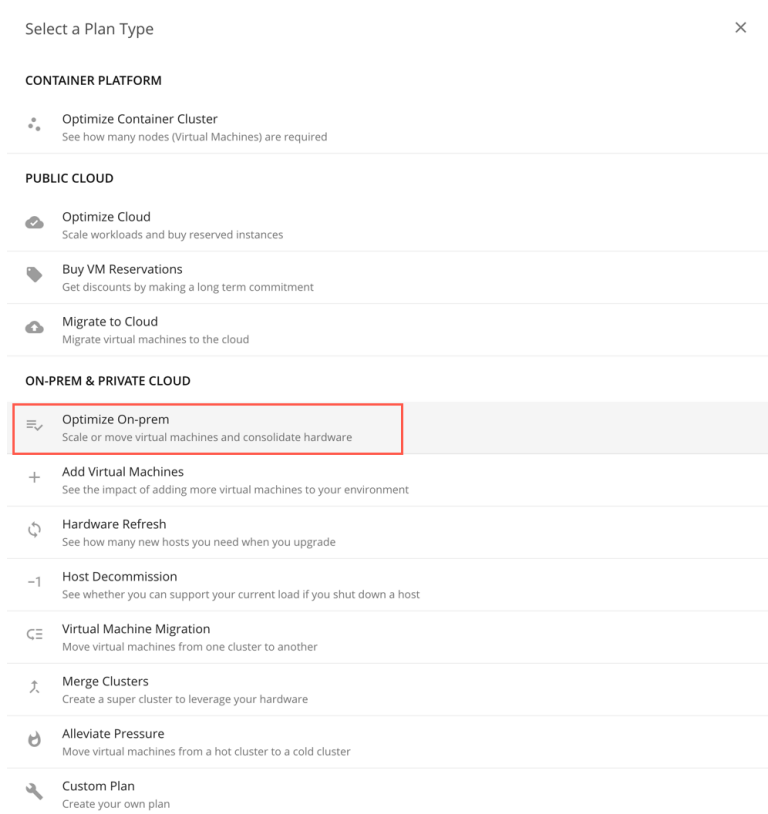 Select a Plan Type
CONTAINER PLATFORM
Optimize Container Cluster
See how many nodes (Virtual Machines) are required
PUBLIC CLOUD
Optimize Cloud
Scale workloads and buy reserved instances
Buy VM Reservations
Get discounts by making a long term commitment
Migrate to Cloud
Migrate virtual machines to the cloud
ON-PREM & PRIVATE CLOUD
Optimize On-prem
Scale or move virtual machines and consolidate hardware
Add Virtual Machines
See the impact of adding more virtual machines to your environment
Hardware Refresh
See how many new hosts you need when you upgrade
−1
Host Decommission
See whether you can support your current load if you shut down a host
Virtual Machine Migration
Move virtual machines from one cluster to another
Merge Clusters
Create a super cluster to leverage your hardware
Alleviate Pressure
Move virtual machines from a hot cluster to a cold cluster
Custom Plan
Create your own plan